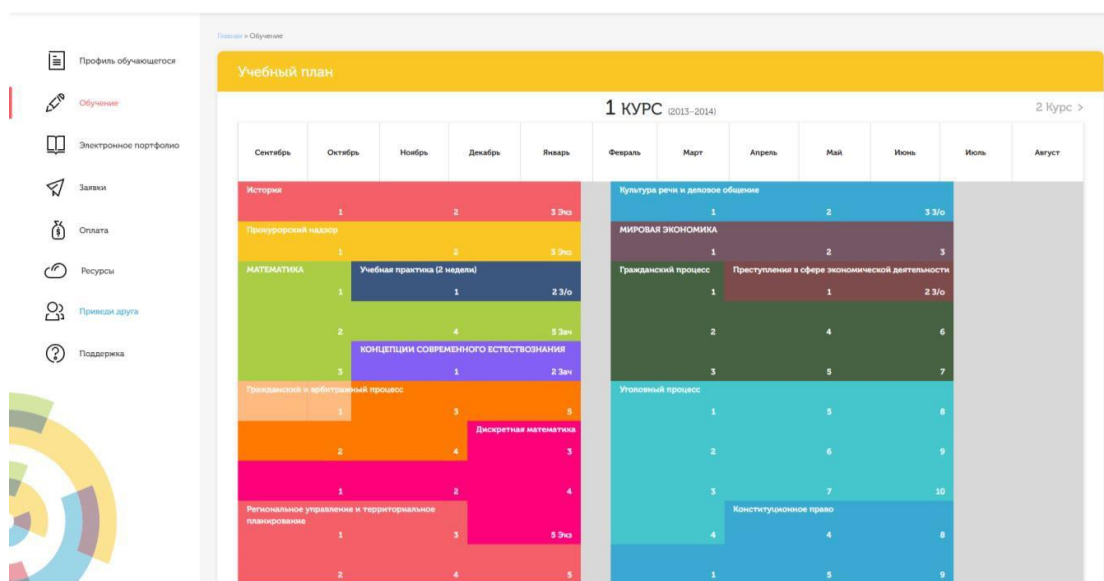 Главная » Обучение
Профиль обучающегося
Обучение
Электронное портфолио
Заявки
Оплата
Ресурсы
Приведи друга
Поддержка
Учебный план
1 КУРС (2013-2014)
2 Курс >
Сентябрь Октябрь Ноябрь Декабрь Январь Февраль Март Апрель Май Июнь Июль Август
История
1 2 3 Экз
Культура речи и деловое общение
1 2 3 З/о
Прокурорский надзор
1 2 3 Экз
МИРОВАЯ ЭКОНОМИКА
1 2 3
МАТЕМАТИКА
1
Учебная практика (2 недели)
1 2 З/о
Гражданский процесс
1
Преступления в сфере экономической деятельности
1 2 З/о
2 4 5 Зач
2 4 6
КОНЦЕПЦИИ СОВРЕМЕННОГО ЕСТЕСТВОЗНАНИЯ
3 1 2 Зач
3 5 7
Гражданский и арбитражный процесс
1 3 5
Уголовный процесс
1 5 8
Дискретная математика
2 4 3
2 6 9
1 2 4
3 7 10
Региональное управление и территориальное
планирование
1 3 5 Экз
Конституционное право
4 4 8
2 4 5
1 5 9